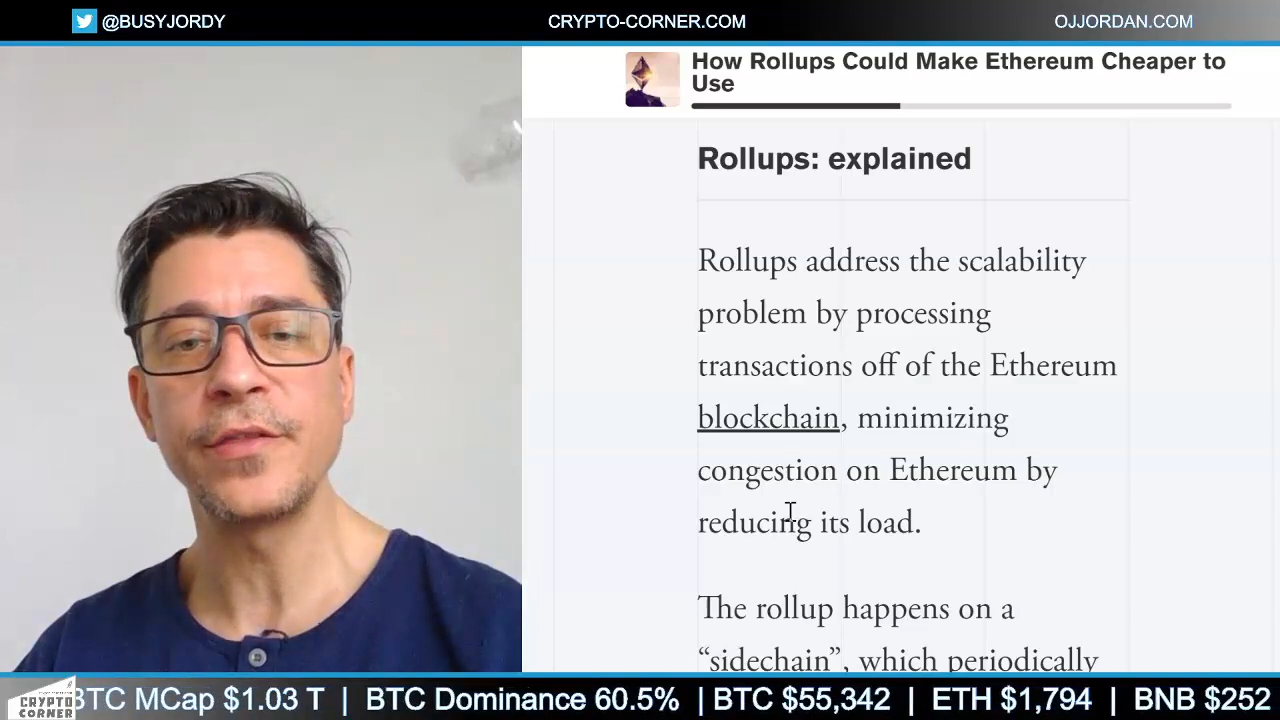 @BUSYJORDY
CRYPTO-CORNER.COM
OJJORDAN.COM
How Rollups Could Make Ethereum Cheaper to
Use
Rollups: explained
Rollups address the scalability
problem by processing
transactions off of the Ethereum
blockchain, minimizing
congestion on Ethereum by
reducing its load.
The rollup happens on a
“sidechain”, which periodically
CRYPTO
CORNER
BTC MCap $1.03 T | BTC Dominance 60.5% | BTC $55,342 | ETH $1,794 | BNB $252